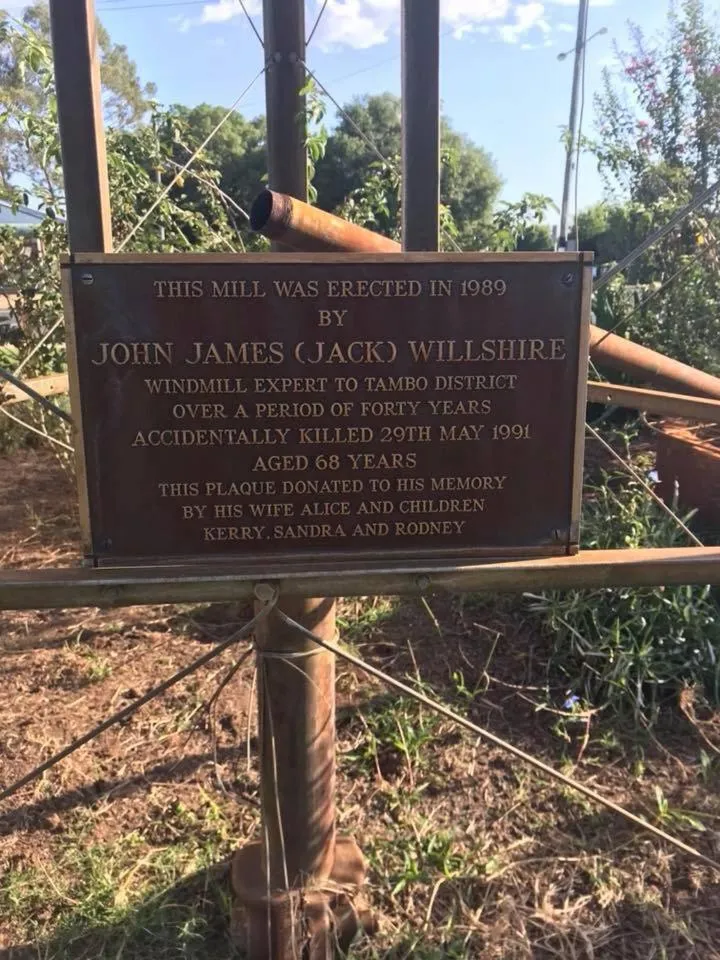 THIS MILL WAS ERECTED IN 1989
BY
JOHN JAMES (JACK) WILLSHIRE
WINDMILL EXPERT TO TAMBO DISTRICT
OVER A PERIOD OF FORTY YEARS
ACCIDENTALLY KILLED 29TH MAY 1991
AGED 68 YEARS
THIS PLAQUE DONATED TO HIS MEMORY
BY HIS WIFE ALICE AND CHILDREN
KERRY, SANDRA AND RODNEY